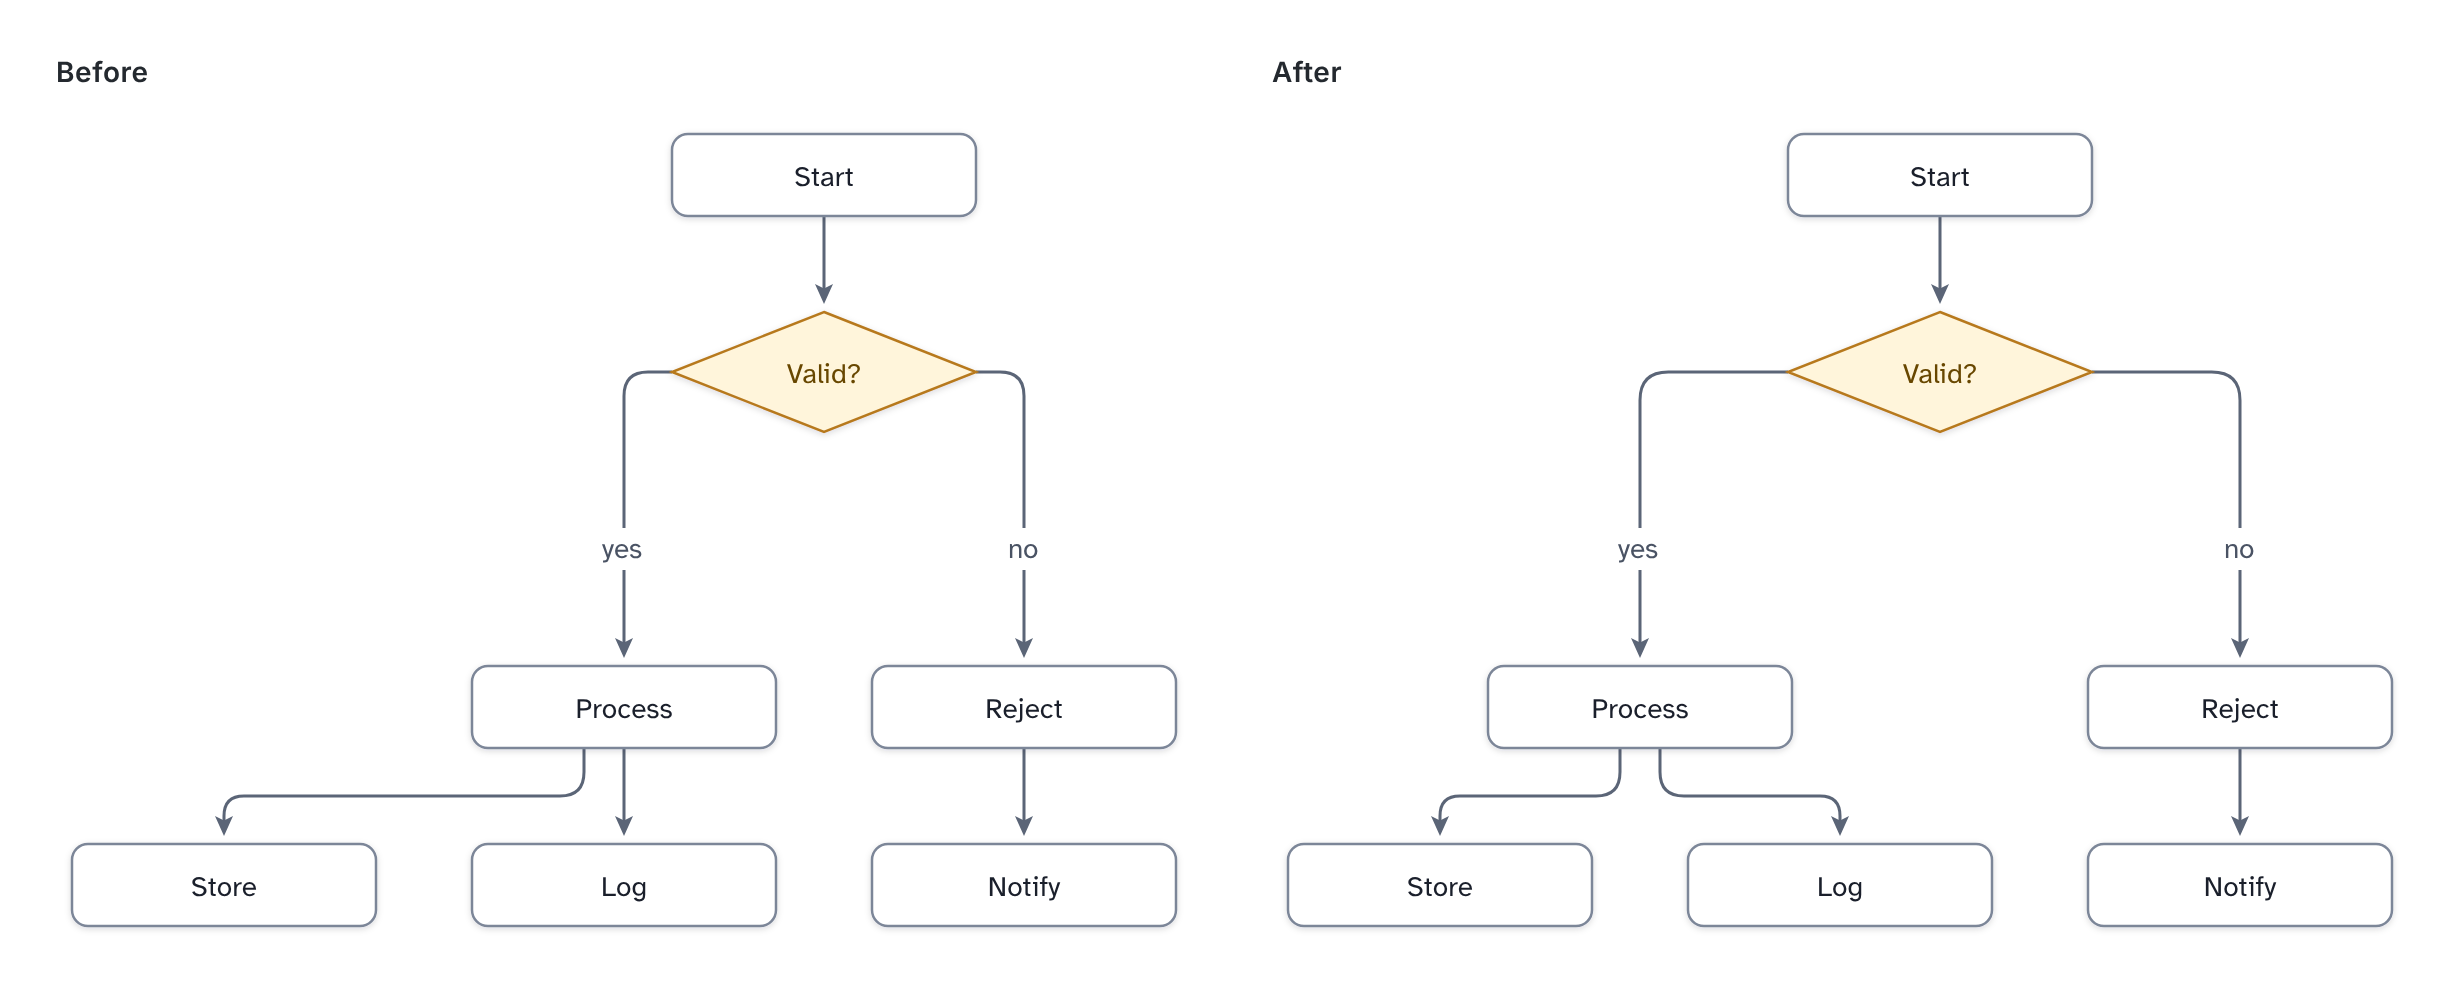 Before
Start
Valid?
yes
no
Process
Reject
Store
Log
Notify
After
Start
Valid?
yes
no
Process
Reject
Store
Log
Notify